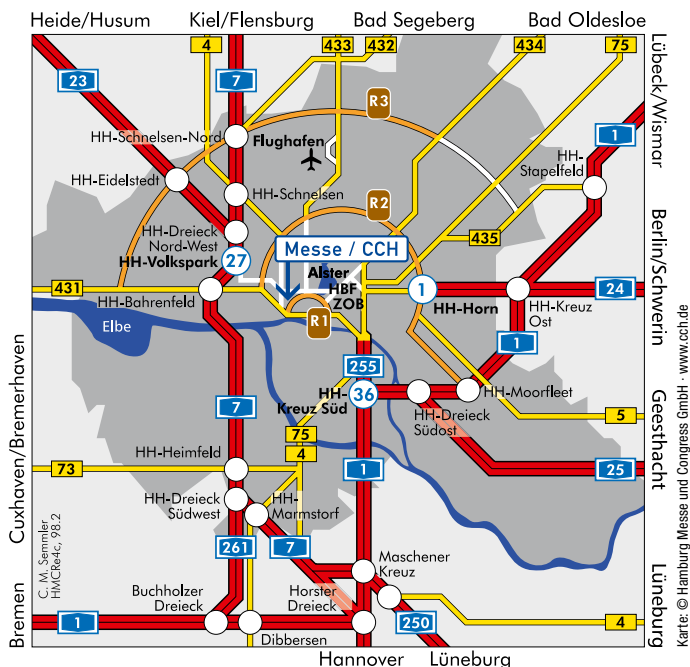 Heide/Husum
Kiel/Flensburg
Bad Segeberg
Bad Oldesloe
4
433
432
434
75
23
7
R3
Lübeck/Wismar
HH-Schnelsen-Nord
Flughafen
1
HH-
Stapelfeld
HH-Eidelstedt
HH-Schnelsen
R2
HH-Dreieck
Nord-West
435
Messe / CCH
HH-Volkspark
27
Alster
HBF
ZOB
Berlin/Schwerin
431
1
24
HH-Bahrenfeld
HH-Horn
HH-Kreuz
Ost
Elbe
R1
1
255
HH-
Kreuz Süd
36
HH-Moorfleet
7
HH-Dreieck
Südost
5
Geesthacht
75
4
HH-Heimfeld
73
1
25
Cuxhaven/Bremerhaven
HH-Dreieck
Südwest
HH-
Marmstorf
C. M. Semmler
HMCRe4c, 98.2
261
7
Maschener
Kreuz
Buchholzer
Dreieck
Horster
Dreieck
Lüneburg
Bremen
1
250
4
Dibbersen
Hannover
Lüneburg
Karte: © Hamburg Messe und Congress GmbH · www.cch.de